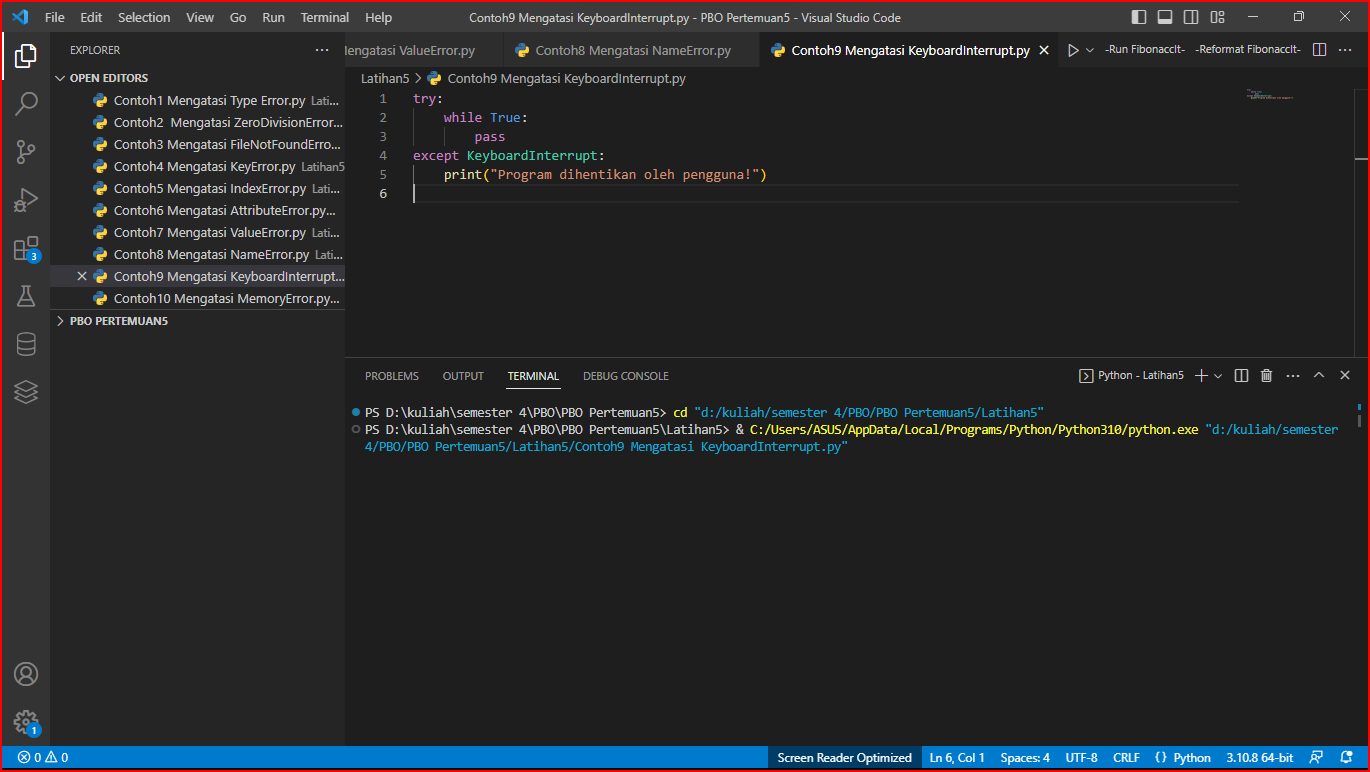 File Edit Selection View Go Run Terminal Help Contoh9 Mengatasi KeyboardInterrupt.py - PBO Pertemuan5 - Visual Studio Code
EXPLORER
Mengatasi ValueError.py Contoh8 Mengatasi NameError.py Contoh9 Mengatasi KeyboardInterrupt.py -Run FibonaccIt- -Reformat FibonaccIt-
OPEN EDITORS
Contoh1 Mengatasi Type Error.py Lati...
Contoh2 Mengatasi ZeroDivisionError...
Contoh3 Mengatasi FileNotFoundErro...
Contoh4 Mengatasi KeyError.py Latihan5
Contoh5 Mengatasi IndexError.py Lati...
Contoh6 Mengatasi AttributeError.py...
Contoh7 Mengatasi ValueError.py Lati...
Contoh8 Mengatasi NameError.py Lati...
Contoh9 Mengatasi KeyboardInterrupt...
Contoh10 Mengatasi MemoryError.py...
PBO PERTEMUAN5
3
1
Latihan5 > Contoh9 Mengatasi KeyboardInterrupt.py
1 try:
2 while True:
3 pass
4 except KeyboardInterrupt:
5 print("Program dihentikan oleh pengguna!")
6
PROBLEMS OUTPUT TERMINAL DEBUG CONSOLE Python - Latihan5
PS D:\kuliah\semester 4\PBO\PBO Pertemuan5> cd "d:/kuliah/semester 4/PBO/PBO Pertemuan5/Latihan5"
PS D:\kuliah\semester 4\PBO\PBO Pertemuan5\Latihan5> & C:/Users/ASUS/AppData/Local/Programs/Python/Python310/python.exe "d:/kuliah/semester
4/PBO/PBO Pertemuan5/Latihan5/Contoh9 Mengatasi KeyboardInterrupt.py"
0 0 Screen Reader Optimized Ln 6, Col 1 Spaces: 4 UTF-8 CRLF {} Python 3.10.8 64-bit